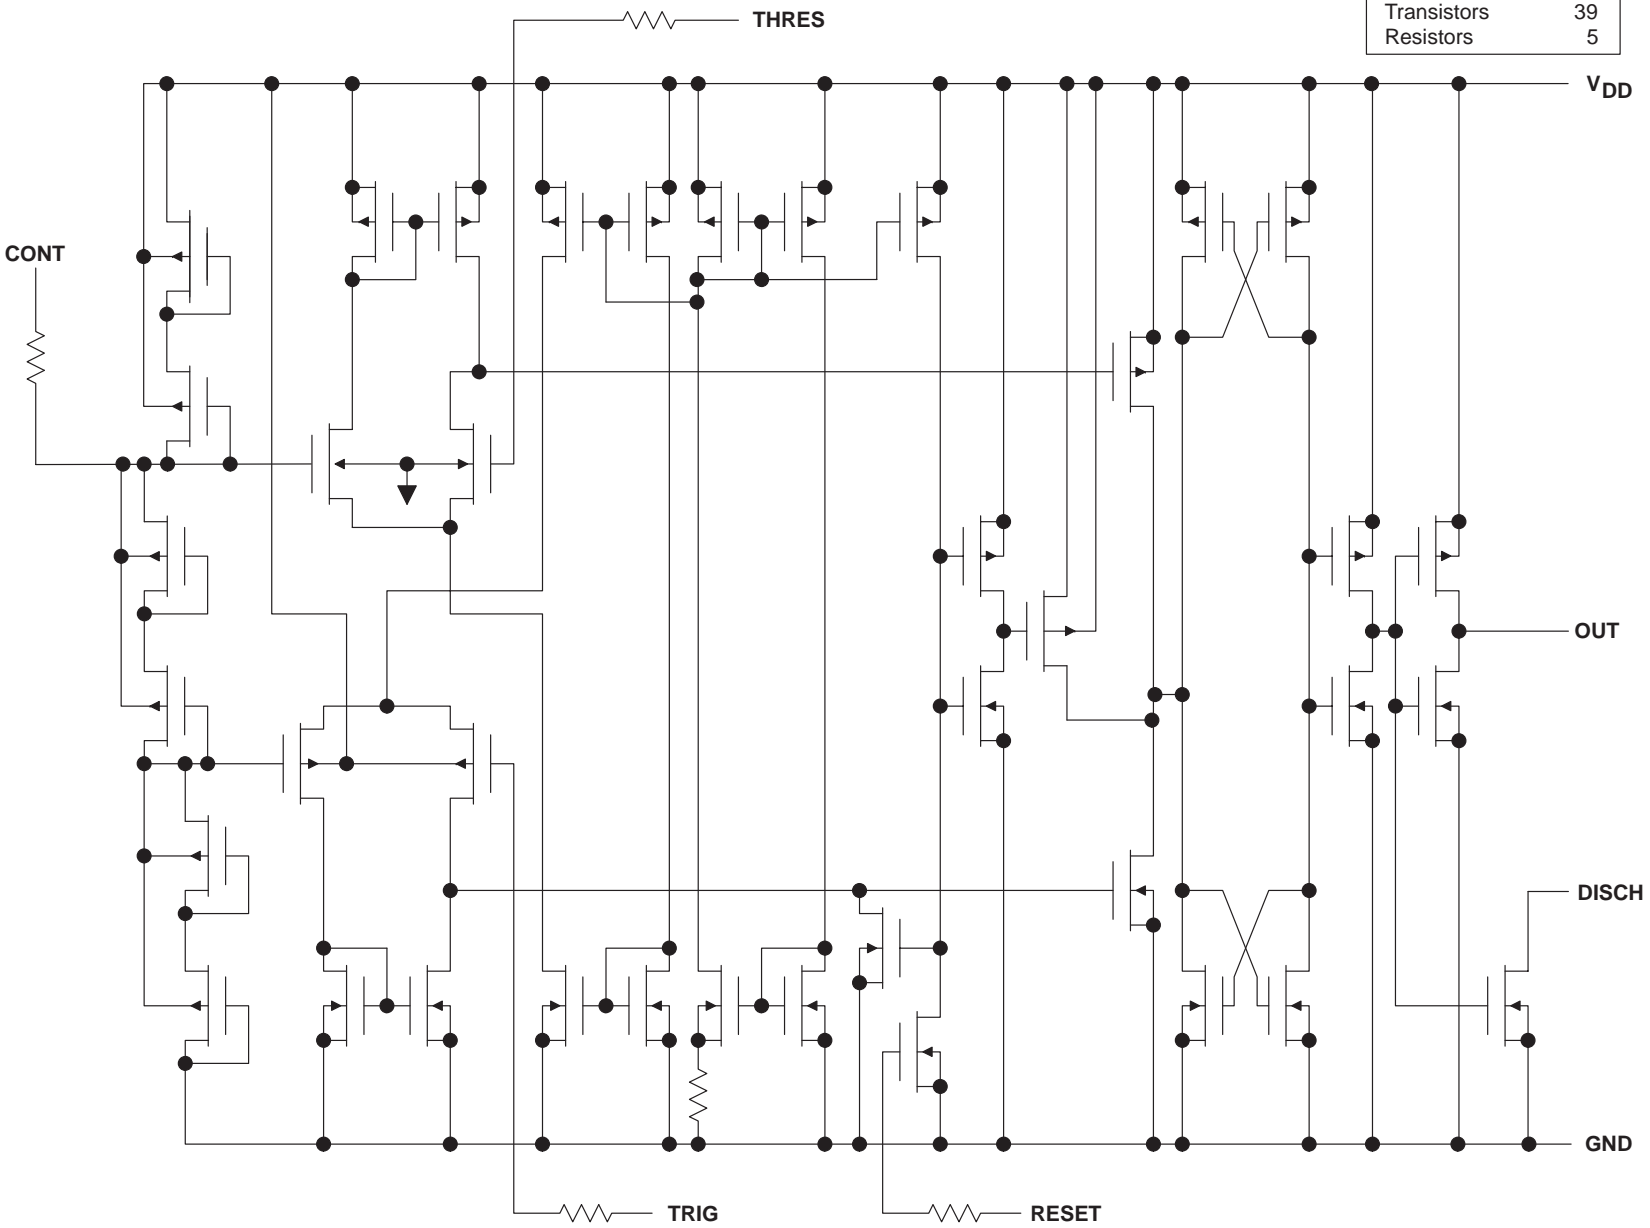 THRES
Transistors 39
Resistors 5
VDD
CONT
OUT
DISCH
GND
TRIG
RESET